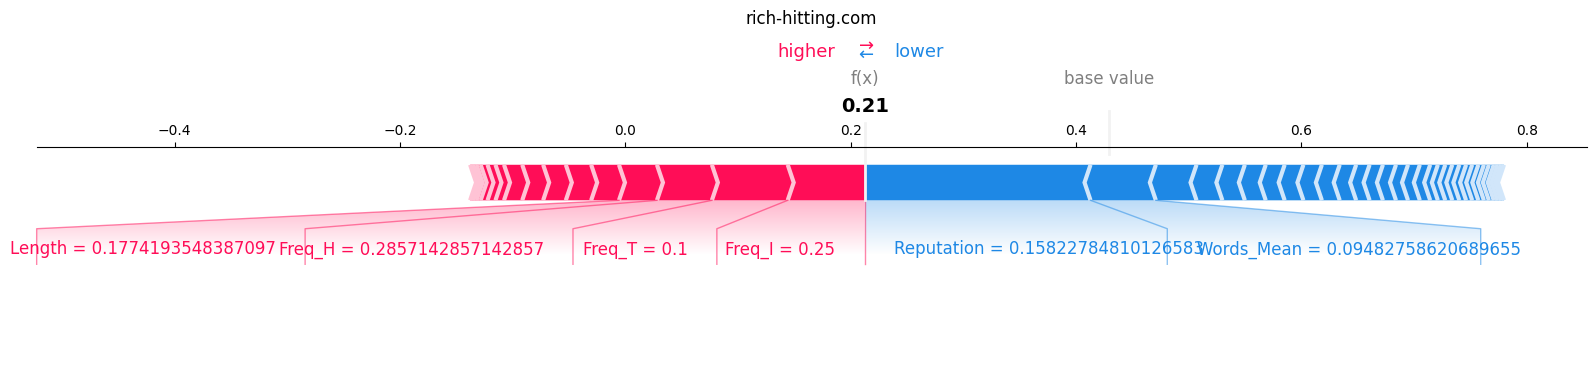 rich-hitting.com
higher → ← lower
f(x) base value
0.21
−0.4 −0.2 0.0 0.2 0.4 0.6 0.8
Length = 0.1774193548387097 Freq_H = 0.2857142857142857 Freq_T = 0.1 Freq_I = 0.25 Reputation = 0.15822784810126583 Words_Mean = 0.09482758620689655